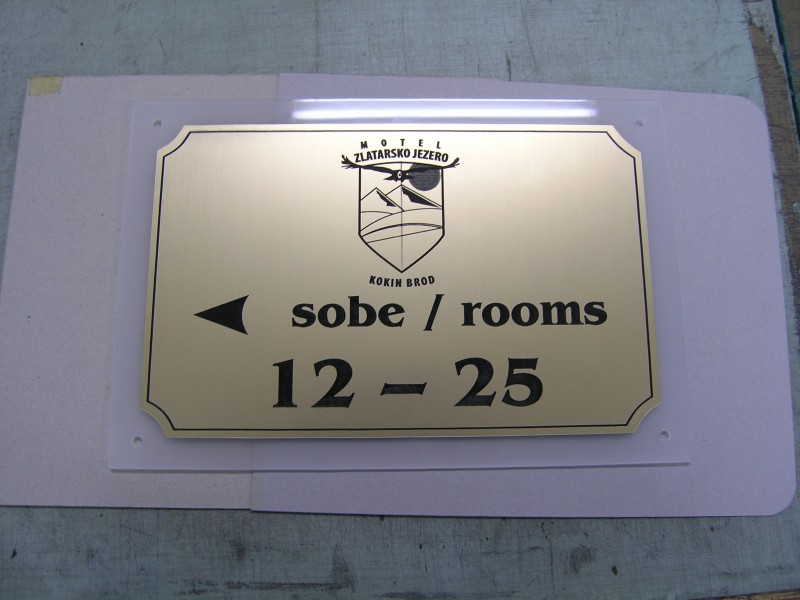 MOTEL
ZLATARSKO JEZERO
KOKIN BROD
sobe / rooms
12 – 25